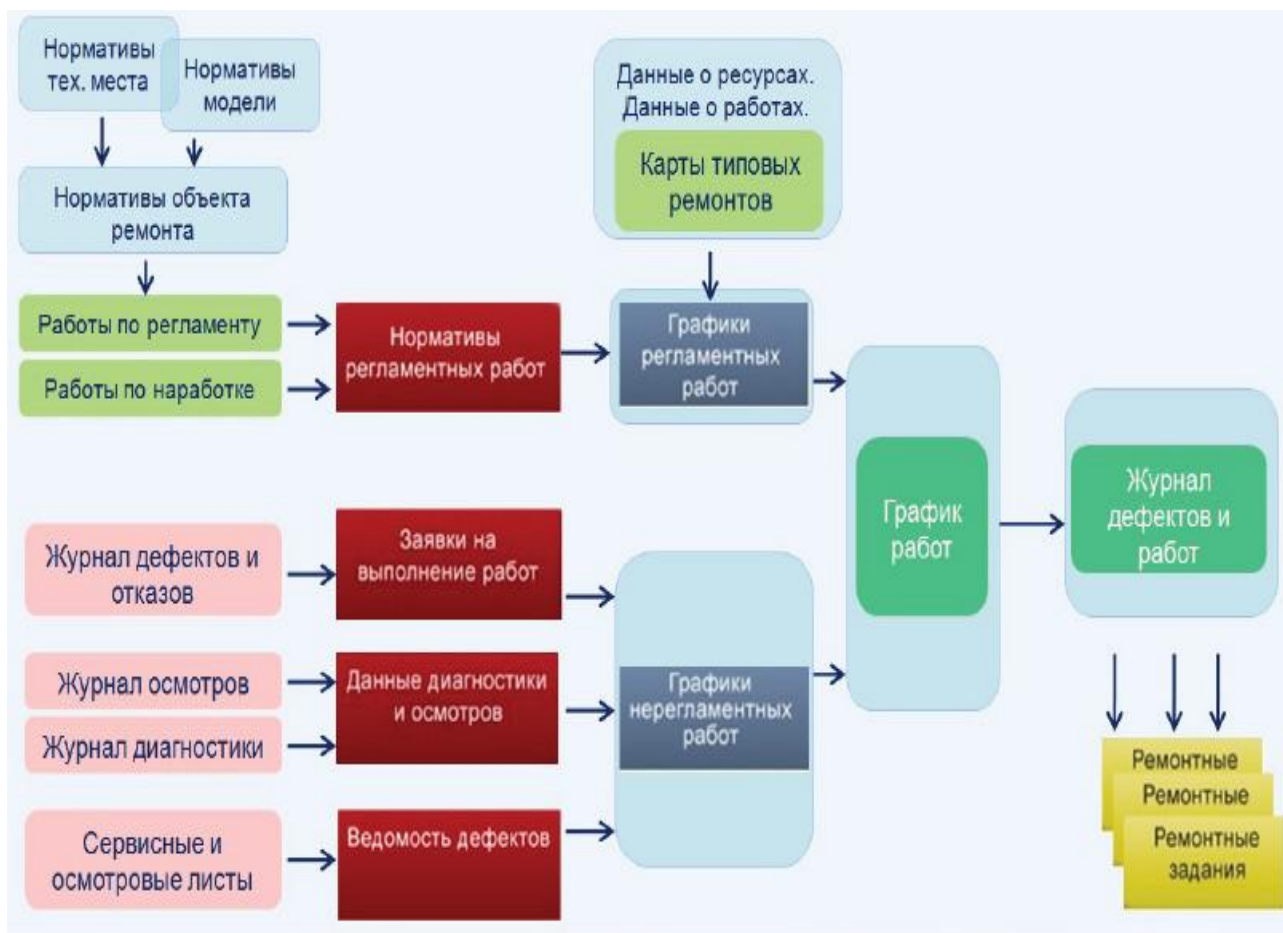 Нормативы
тех. места
Нормативы
модели
Нормативы объекта
ремонта
Работы по регламенту
Работы по наработке
Нормативы
регламентных работ
Данные о ресурсах.
Данные о работах.
Карты типовых
ремонтов
Графики
регламентных
работ
Журнал дефектов и
отказов
Заявки на
выполнение работ
Журнал осмотров
Журнал диагностики
Данные диагностики
и осмотров
Сервисные и
осмотровые листы
Ведомость дефектов
Графики
нерегламентных
работ
График
работ
Журнал
дефектов и
работ
Ремонтные
Ремонтные
Ремонтные
задания